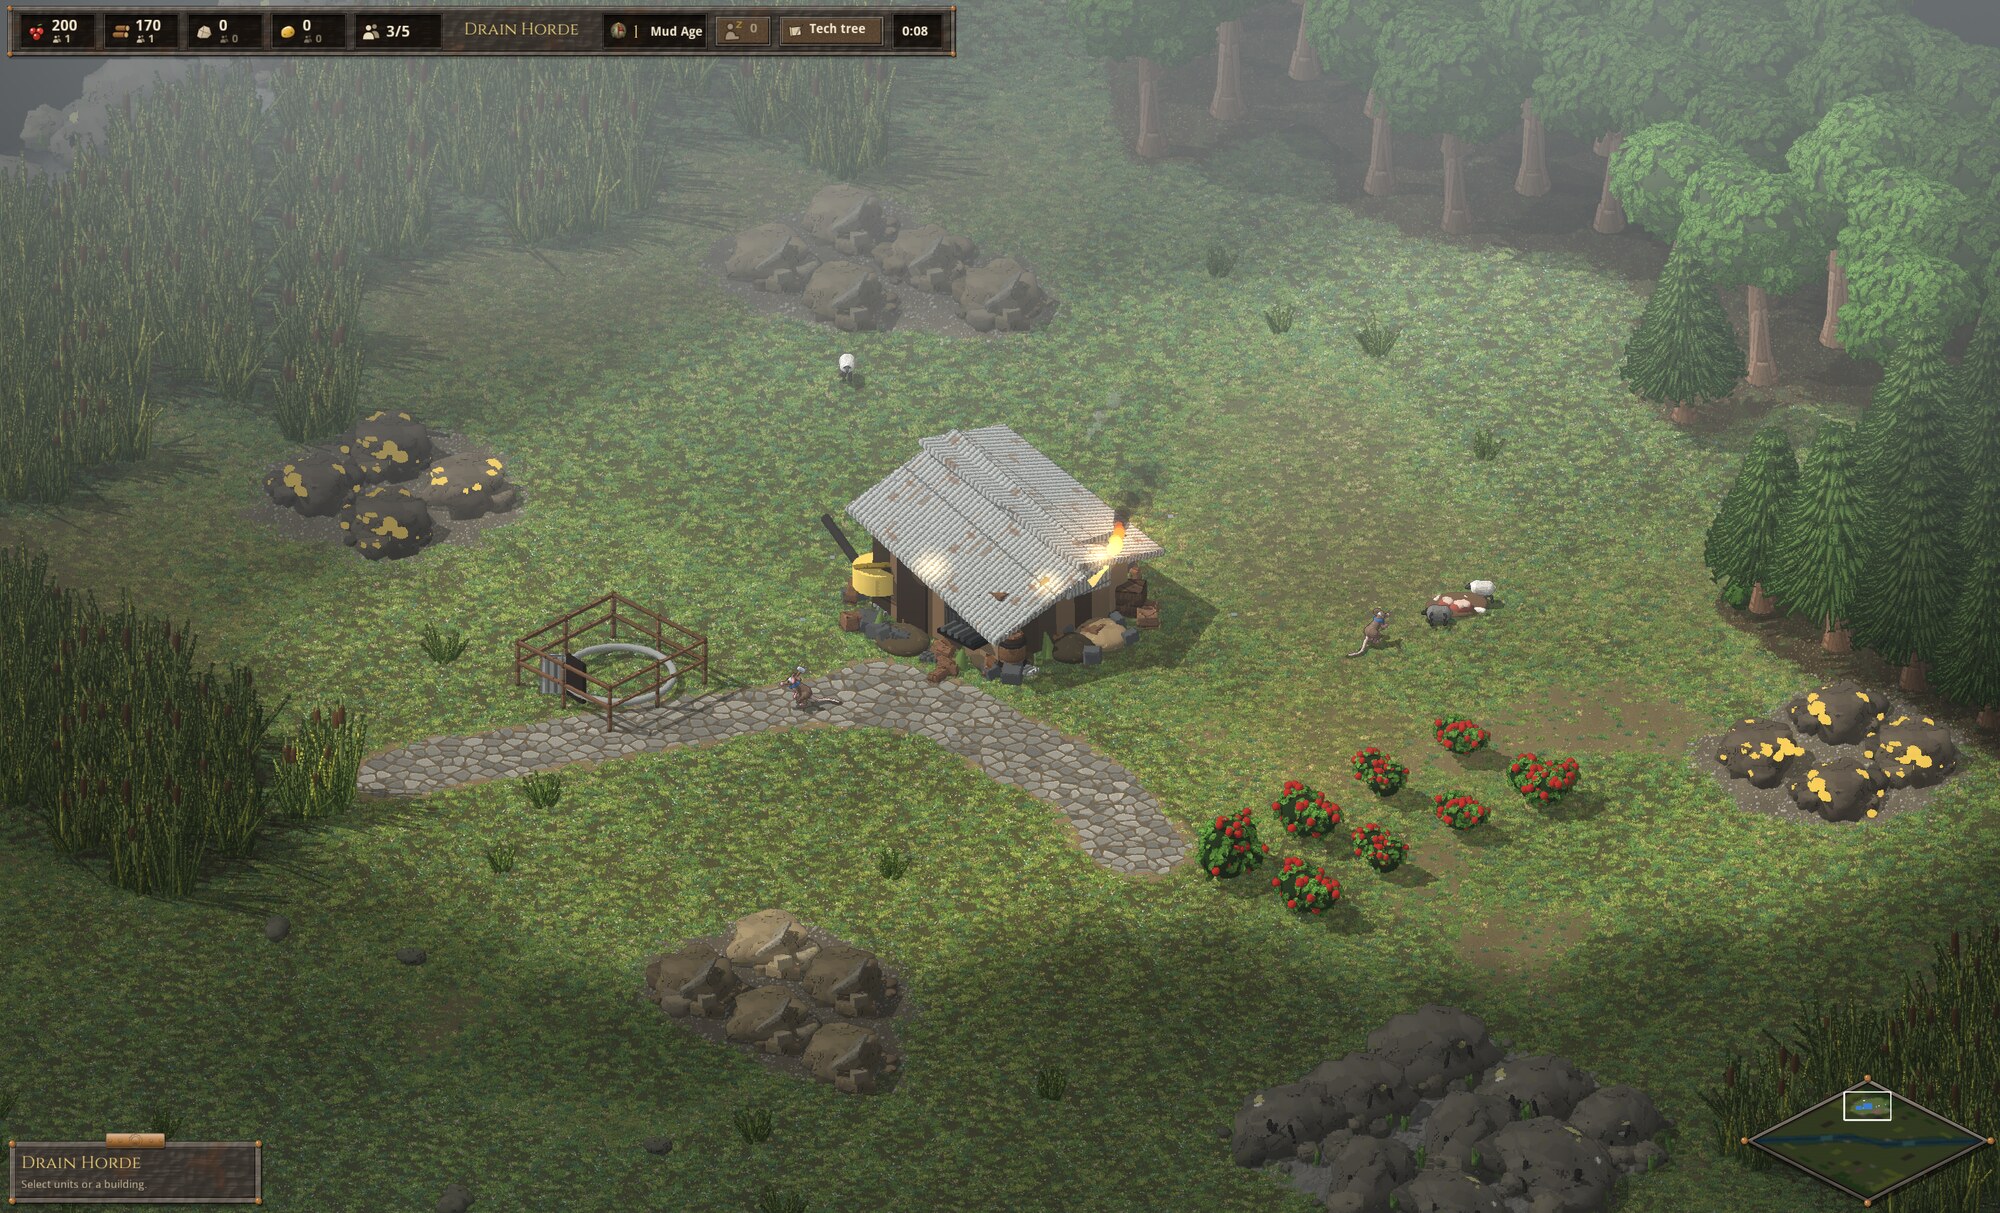 200
1
170
1
0
0
0
0
3/5
DRAIN HORDE
I
Mud Age
z
0
Tech tree
0:08
DRAIN HORDE
Select units or a building.